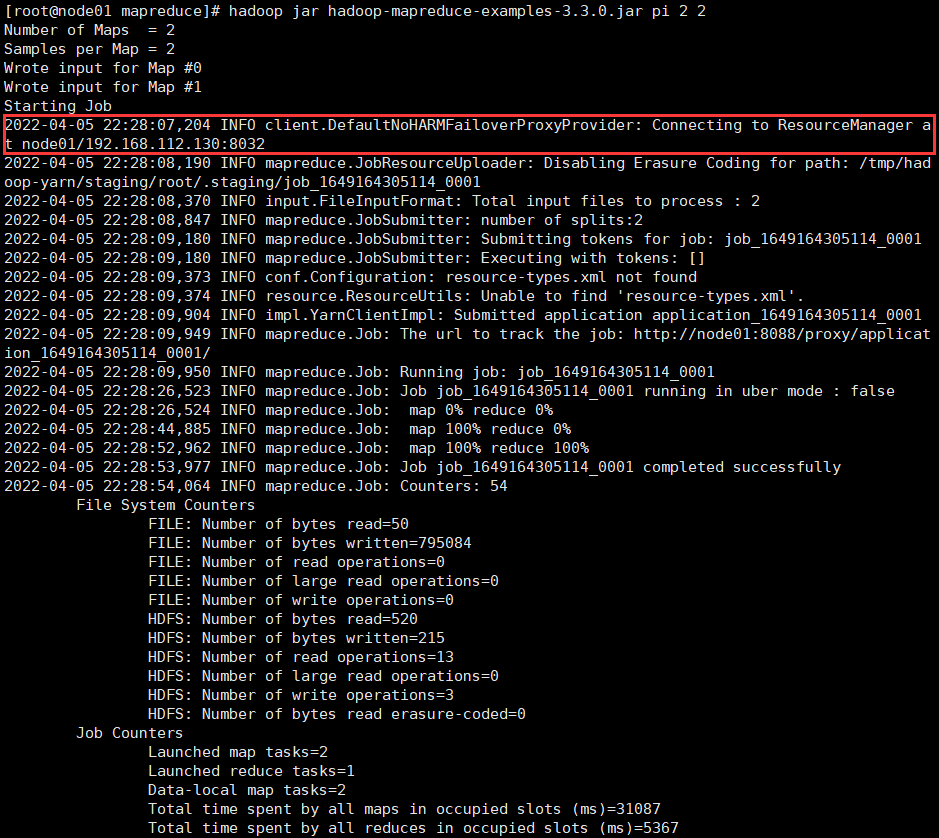 [root@node01 mapreduce]# hadoop jar hadoop-mapreduce-examples-3.3.0.jar pi 2 2
Number of Maps  = 2
Samples per Map = 2
Wrote input for Map #0
Wrote input for Map #1
Starting Job
2022-04-05 22:28:07,204 INFO client.DefaultNoHARMFailoverProxyProvider: Connecting to ResourceManager a
t node01/192.168.112.130:8032
2022-04-05 22:28:08,190 INFO mapreduce.JobResourceUploader: Disabling Erasure Coding for path: /tmp/had
oop-yarn/staging/root/.staging/job_1649164305114_0001
2022-04-05 22:28:08,370 INFO input.FileInputFormat: Total input files to process : 2
2022-04-05 22:28:08,847 INFO mapreduce.JobSubmitter: number of splits:2
2022-04-05 22:28:09,180 INFO mapreduce.JobSubmitter: Submitting tokens for job: job_1649164305114_0001
2022-04-05 22:28:09,180 INFO mapreduce.JobSubmitter: Executing with tokens: []
2022-04-05 22:28:09,373 INFO conf.Configuration: resource-types.xml not found
2022-04-05 22:28:09,374 INFO resource.ResourceUtils: Unable to find 'resource-types.xml'.
2022-04-05 22:28:09,904 INFO impl.YarnClientImpl: Submitted application application_1649164305114_0001
2022-04-05 22:28:09,949 INFO mapreduce.Job: The url to track the job: http://node01:8088/proxy/applicat
ion_1649164305114_0001/
2022-04-05 22:28:09,950 INFO mapreduce.Job: Running job: job_1649164305114_0001
2022-04-05 22:28:26,523 INFO mapreduce.Job: Job job_1649164305114_0001 running in uber mode : false
2022-04-05 22:28:26,524 INFO mapreduce.Job:  map 0% reduce 0%
2022-04-05 22:28:44,885 INFO mapreduce.Job:  map 100% reduce 0%
2022-04-05 22:28:52,962 INFO mapreduce.Job:  map 100% reduce 100%
2022-04-05 22:28:53,977 INFO mapreduce.Job: Job job_1649164305114_0001 completed successfully
2022-04-05 22:28:54,064 INFO mapreduce.Job: Counters: 54
File System Counters
FILE: Number of bytes read=50
FILE: Number of bytes written=795084
FILE: Number of read operations=0
FILE: Number of large read operations=0
FILE: Number of write operations=0
HDFS: Number of bytes read=520
HDFS: Number of bytes written=215
HDFS: Number of read operations=13
HDFS: Number of large read operations=0
HDFS: Number of write operations=3
HDFS: Number of bytes read erasure-coded=0
Job Counters
Launched map tasks=2
Launched reduce tasks=1
Data-local map tasks=2
Total time spent by all maps in occupied slots (ms)=31087
Total time spent by all reduces in occupied slots (ms)=5367